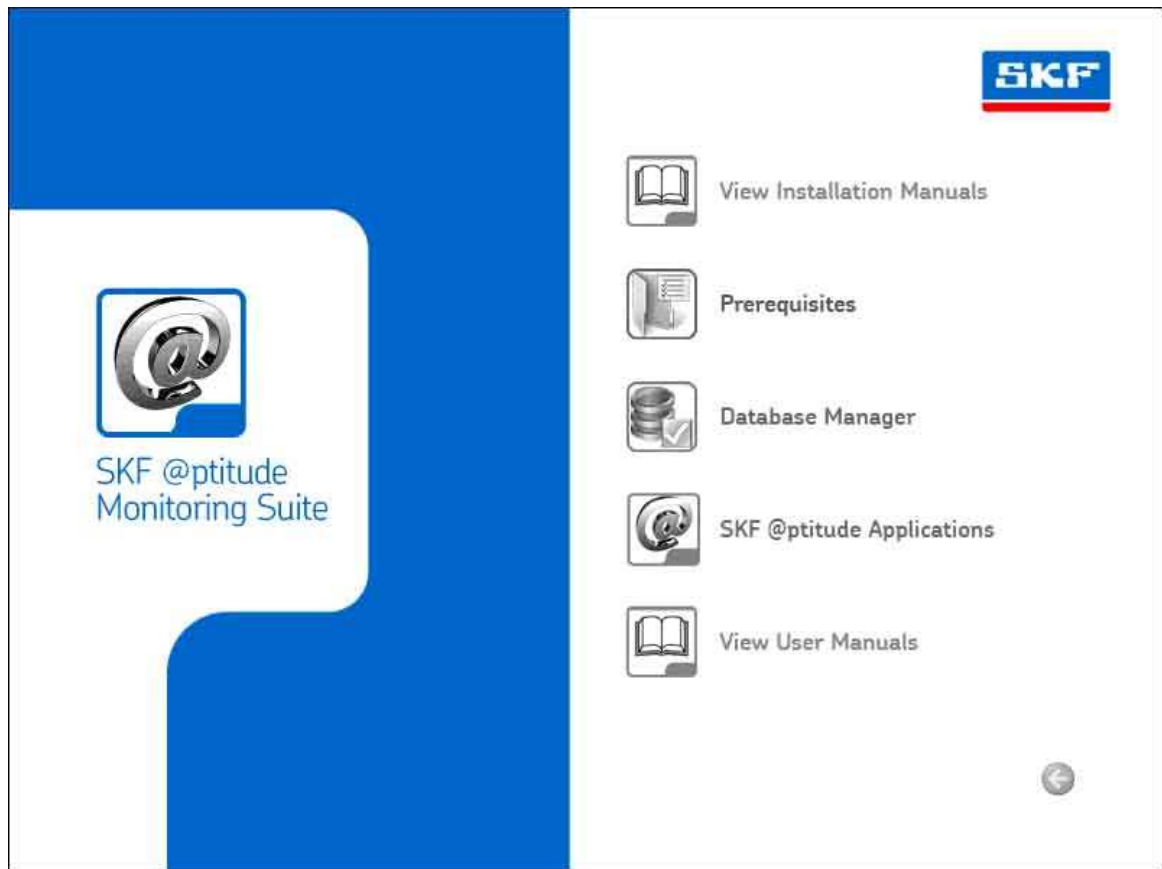 SKF
View Installation Manuals
Prerequisites
Database Manager
SKF @ptitude Applications
View User Manuals
SKF @ptitude
Monitoring Suite